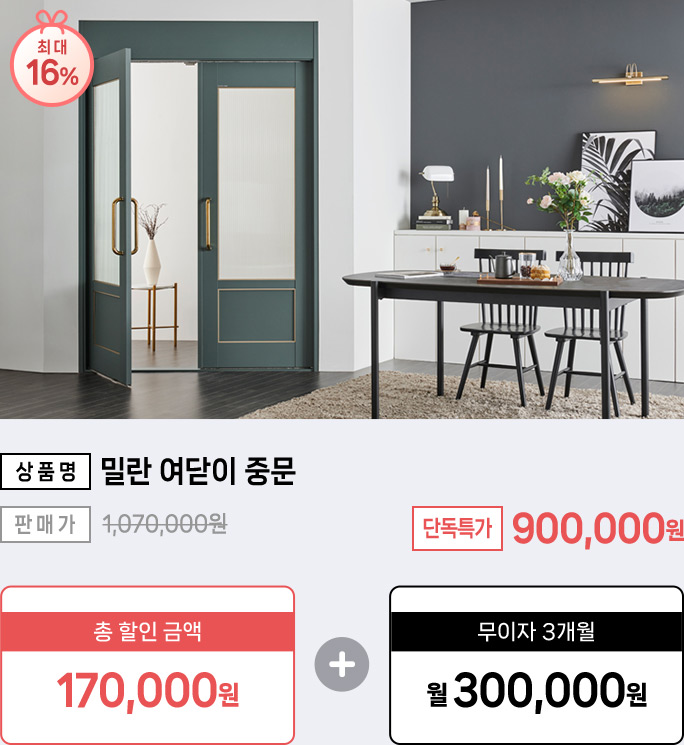 최대
16%
상품명 밀란 여닫이 중문
판매가 1,070,000원
단독특가 900,000원
총 할인 금액
170,000원
+
무이자 3개월
월 300,000원